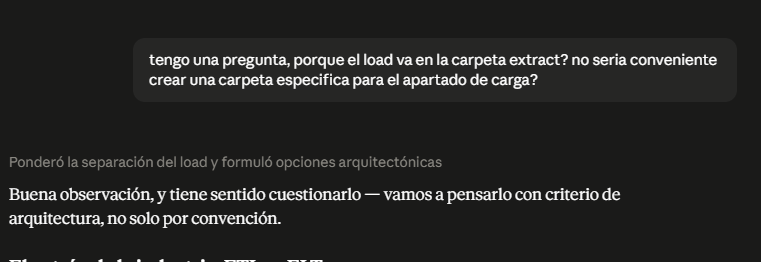 tengo una pregunta, porque el load va en la carpeta extract? no seria conveniente
crear una carpeta especifica para el apartado de carga?
Ponderó la separación del load y formuló opciones arquitectónicas
Buena observación, y tiene sentido cuestionarlo — vamos a pensarlo con criterio de
arquitectura, no solo por convención.